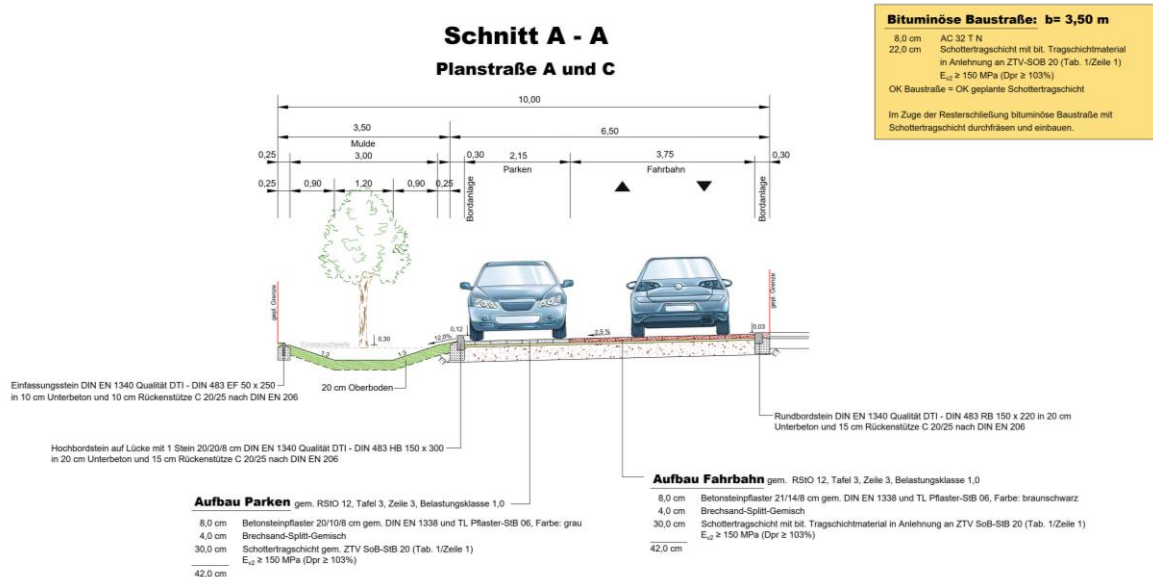 Schnitt A - A
Planstraße A und C
Bituminöse Baustraße: b= 3,50 m
8,0 cm AC 32 T N
22,0 cm Schottertragschicht mit bit. Tragschichtmaterial
in Anlehnung an ZTV-SOB 20 (Tab. 1/Zeile 1)
Ev2 ≥ 150 MPa (Dpr ≥ 103%)
OK Baustraße = OK geplante Schottertragschicht
Im Zuge der Resterschließung bituminöse Baustraße mit
Schottertragschicht durchfräsen und einbauen.
10,00
3,50 6,50
Mulde
0,25 3,00 0,30 2,15 3,75 0,30
Parken Fahrbahn
0,25 0,90 1,20 0,90 0,25
Bordanlage
Bordanlage
gepl. Grenze
gepl. Grenze
0,30 12,0% 0,12 2,5% 0,03
1:2 1:3
Einfassungsstein DIN EN 1340 Qualität DTI - DIN 483 EF 50 x 250
in 10 cm Unterbeton und 10 cm Rückenstütze C 20/25 nach DIN EN 206
20 cm Oberboden
Rundbordstein DIN EN 1340 Qualität DTI - DIN 483 RB 150 x 220 in 20 cm
Unterbeton und 15 cm Rückenstütze C 20/25 nach DIN EN 206
Hochbordstein auf Lücke mit 1 Stein 20/20/8 cm DIN EN 1340 Qualität DTI - DIN 483 HB 150 x 300
in 20 cm Unterbeton und 15 cm Rückenstütze C 20/25 nach DIN EN 206
Aufbau Parken gem. RStO 12, Tafel 3, Zeile 3, Belastungsklasse 1,0
8,0 cm Betonsteinpflaster 20/10/8 cm gem. DIN EN 1338 und TL Pflaster-StB 06, Farbe: grau
4,0 cm Brechsand-Splitt-Gemisch
30,0 cm Schottertragschicht gem. ZTV SoB-StB 20 (Tab. 1/Zeile 1)
Ev2 ≥ 150 MPa (Dpr ≥ 103%)
42,0 cm
Aufbau Fahrbahn gem. RStO 12, Tafel 3, Zeile 3, Belastungsklasse 1,0
8,0 cm Betonsteinpflaster 21/14/8 cm gem. DIN EN 1338 und TL Pflaster-StB 06, Farbe: braunschwarz
4,0 cm Brechsand-Splitt-Gemisch
30,0 cm Schottertragschicht mit bit. Tragschichtmaterial in Anlehnung an ZTV SoB-StB 20 (Tab. 1/Zeile 1)
Ev2 ≥ 150 MPa (Dpr ≥ 103%)
42,0 cm